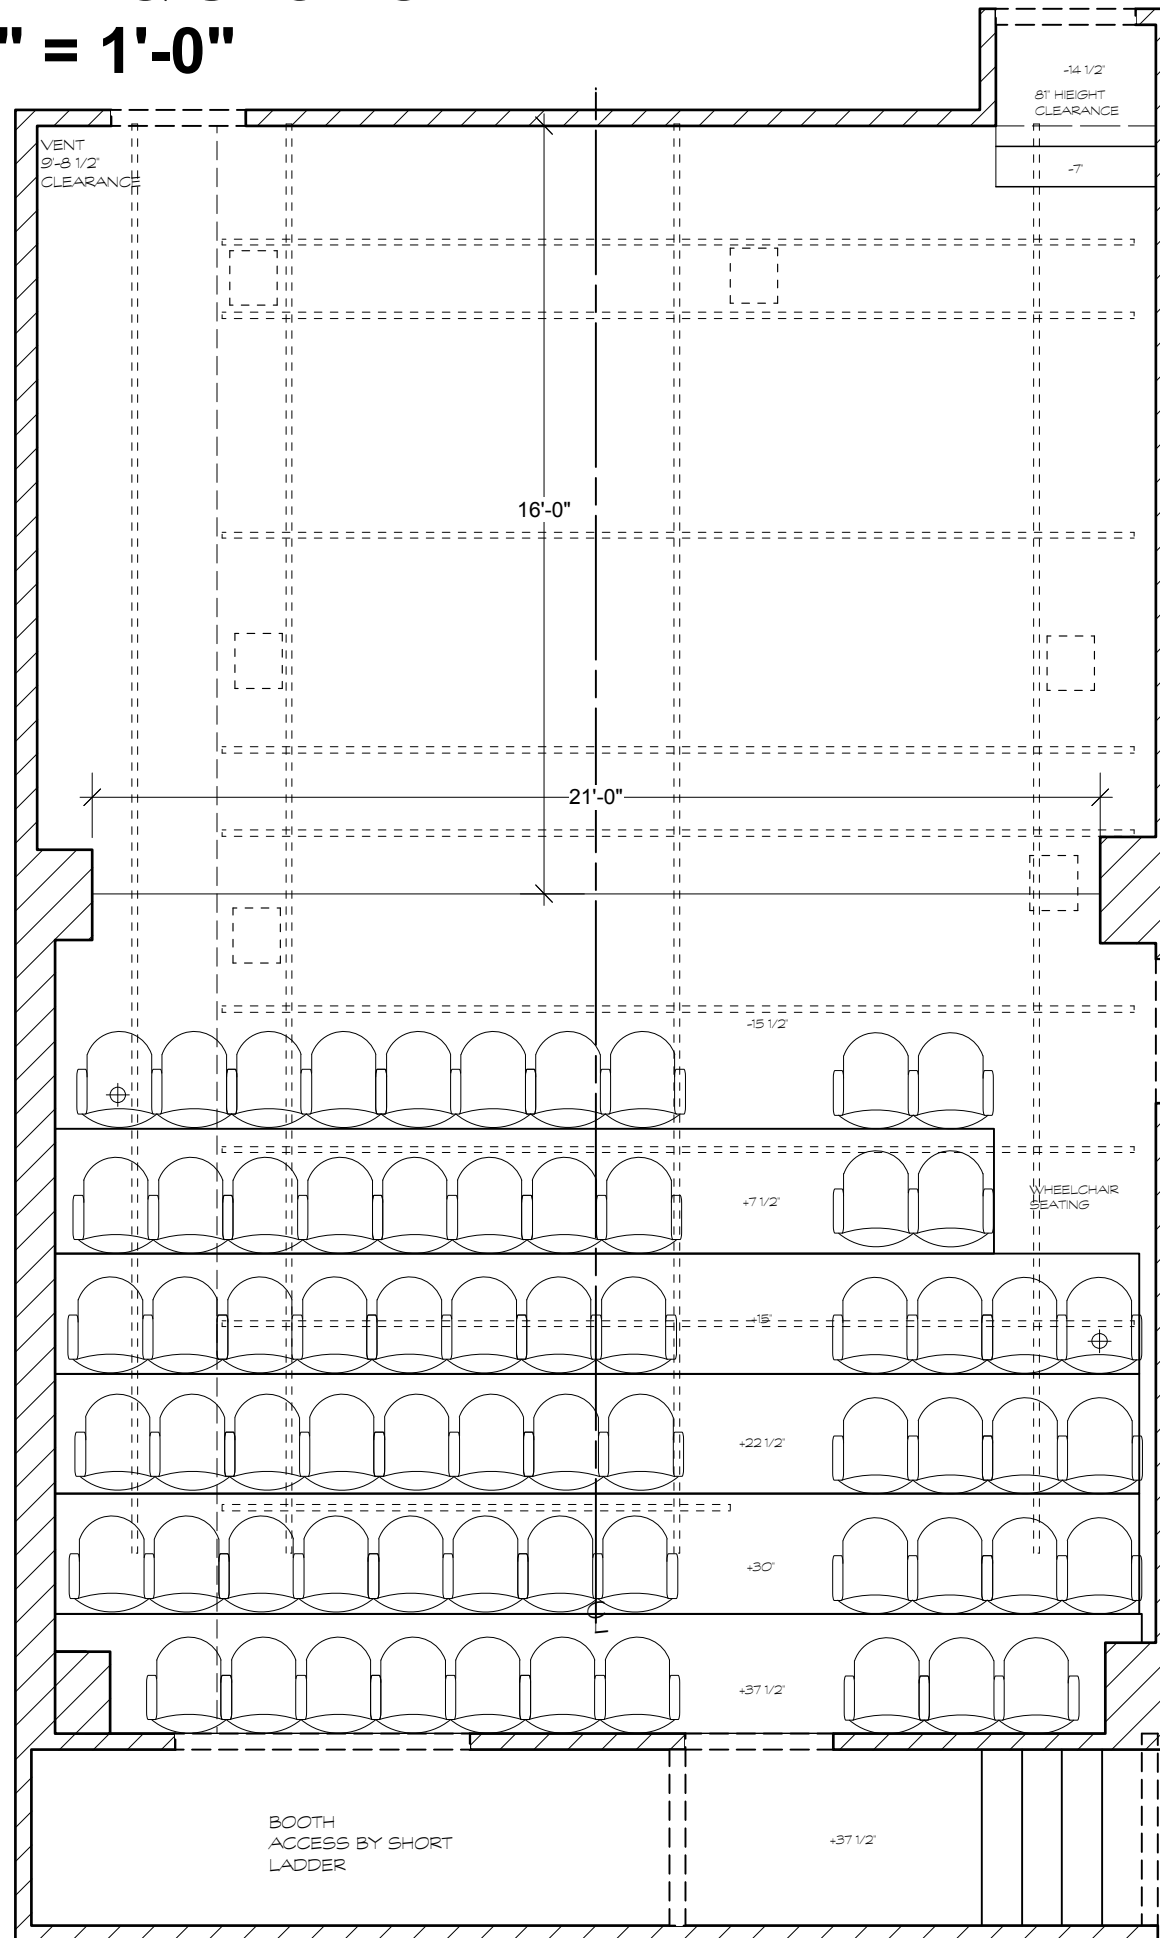 " = 1'-0"
-14 1/2"
81" HIEIGHT
CLEARANCE
-7"
VENT
9'-8 1/2"
CLEARANCE
16'-0"
21'-0"
-15 1/2"
+7 1/2"
WHEELCHAIR
SEATING
+15"
+22 1/2"
+30"
+37 1/2"
BOOTH
ACCESS BY SHORT
LADDER
+37 1/2"